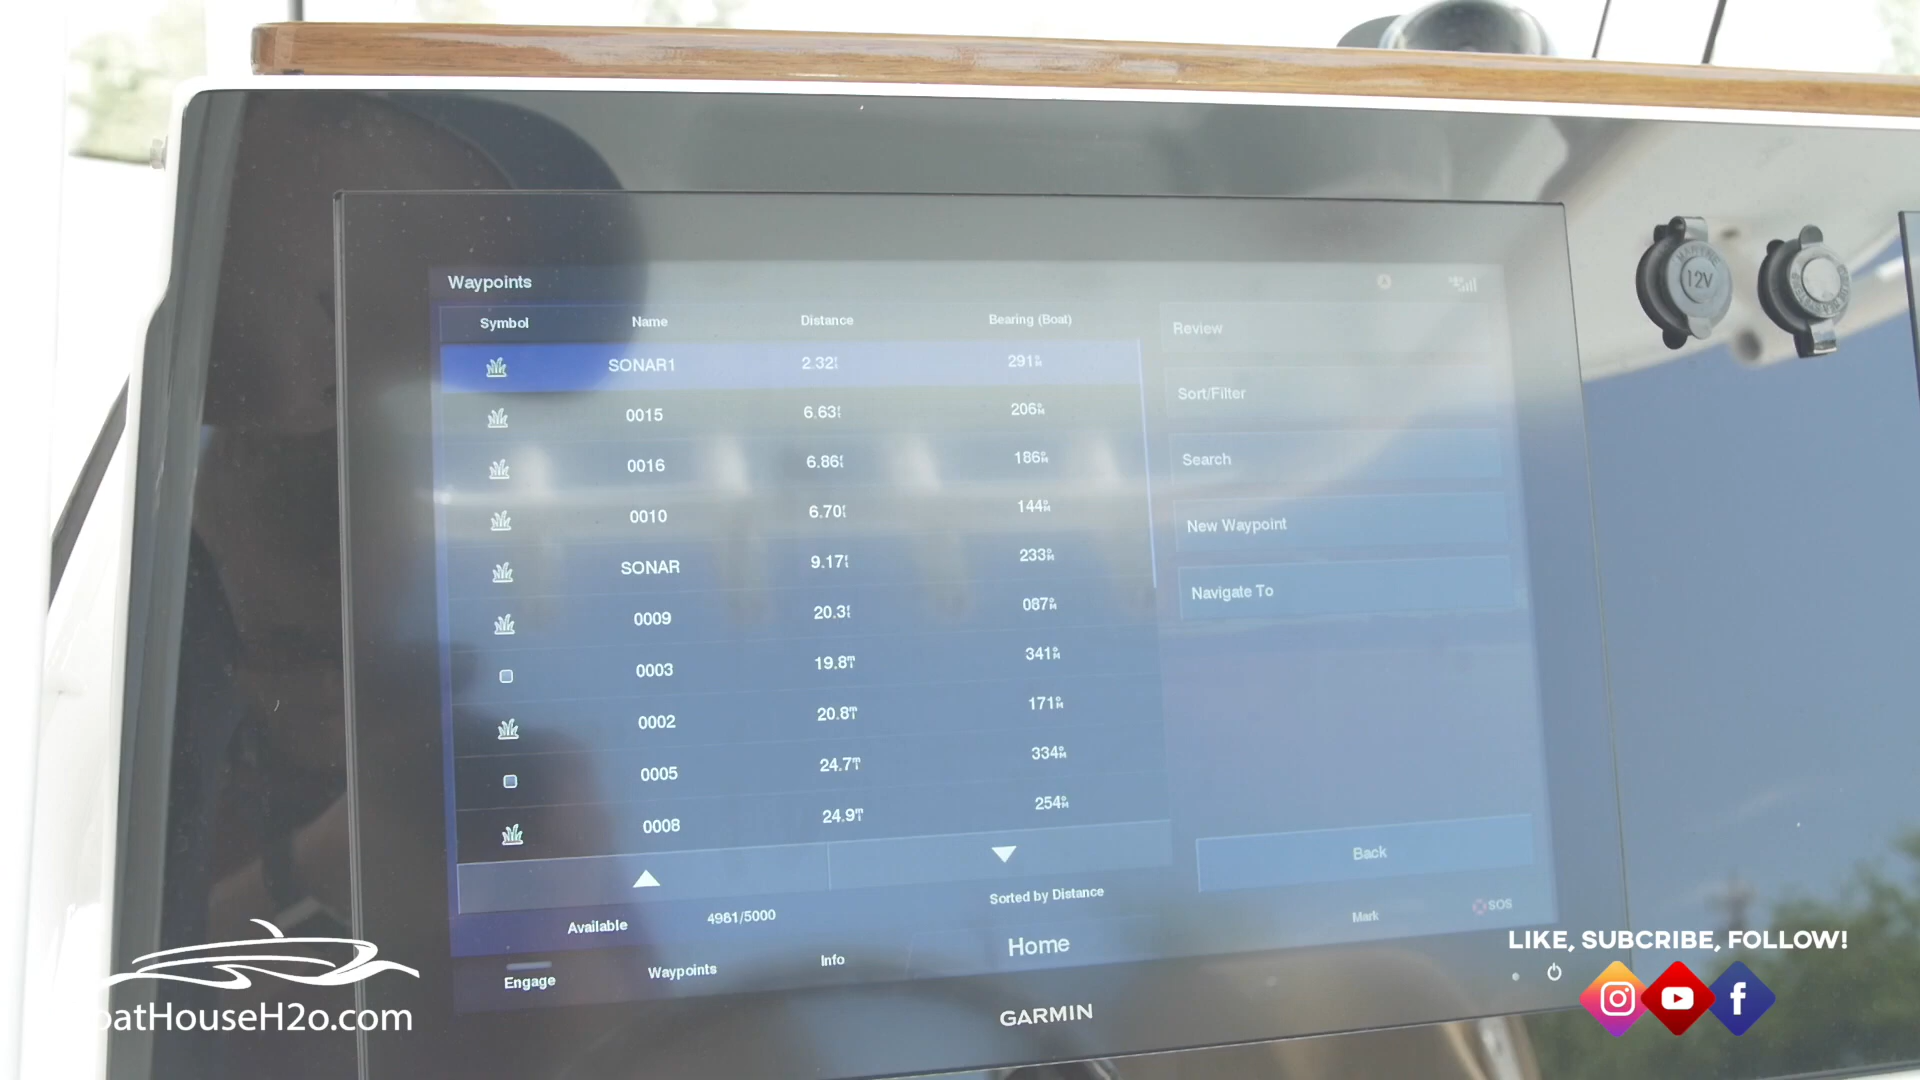 Waypoints
Symbol Name Distance Bearing (Boat)
SONAR1 2.32 291°M
0015 6.63 206°M
0016 6.86 186°M
0010 6.70 144°M
SONAR 9.17 233°M
0009 20.3 087°M
0003 19.8 341°M
0002 20.8 171°M
0005 24.7 334°M
0008 24.9 254°M
Review
Sort/Filter
Search
New Waypoint
Navigate To
Back
Available 4981/5000 Sorted by Distance
Engage Waypoints Info Home Mark SOS
GARMIN
12V
LIKE, SUBCRIBE, FOLLOW!
oatHouseH2o.com